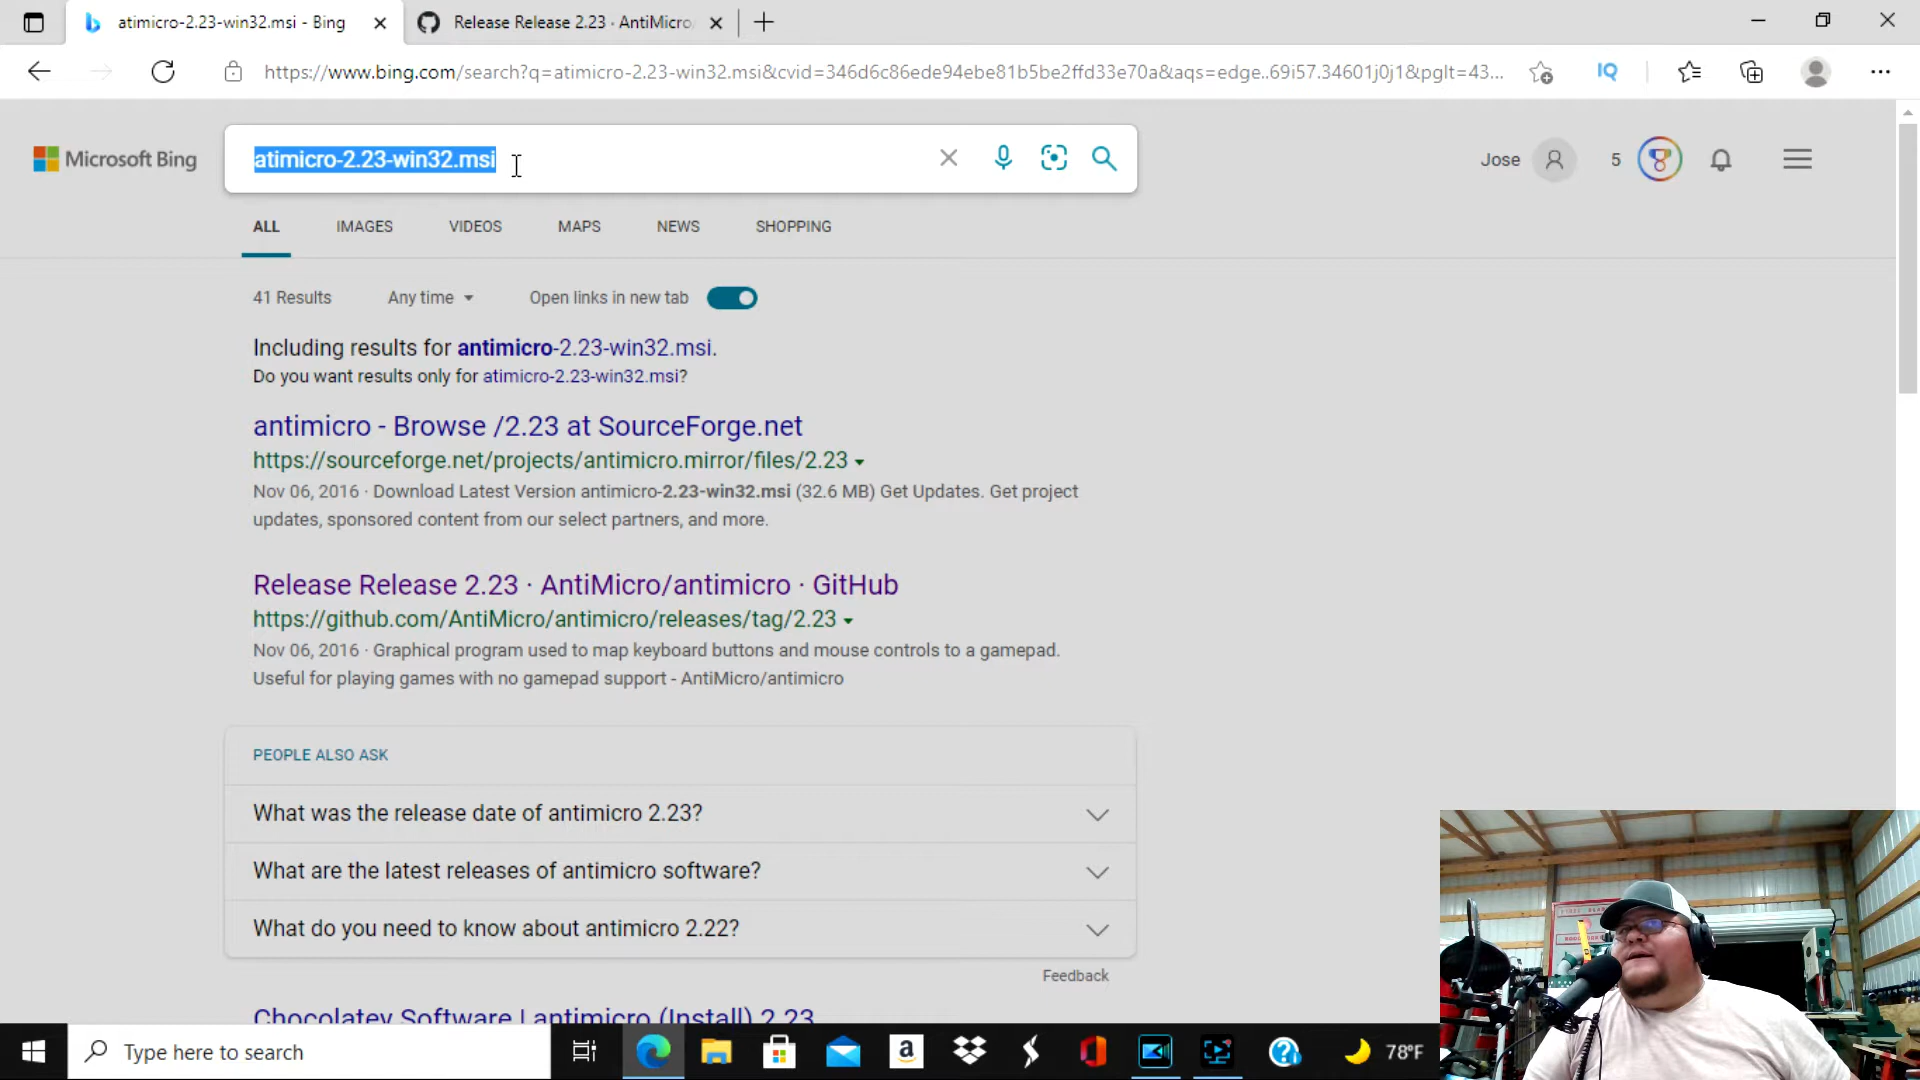 atimicro-2.23-win32.msi - Bing
Release Release 2.23 · AntiMicro
https://www.bing.com/search?q=atimicro-2.23-win32.msi&cvid=346d6c86ede94ebe81b5be2ffd33e70a&aqs=edge..69i57.34601j0j1&pglt=43...
IQ
Microsoft Bing
atimicro-2.23-win32.msi
Jose
5
ALL IMAGES VIDEOS MAPS NEWS SHOPPING
41 Results Any time Open links in new tab
Including results for antimicro-2.23-win32.msi.
Do you want results only for atimicro-2.23-win32.msi?
antimicro - Browse /2.23 at SourceForge.net
https://sourceforge.net/projects/antimicro.mirror/files/2.23
Nov 06, 2016 · Download Latest Version antimicro-2.23-win32.msi (32.6 MB) Get Updates. Get project
updates, sponsored content from our select partners, and more.
Release Release 2.23 · AntiMicro/antimicro · GitHub
https://github.com/AntiMicro/antimicro/releases/tag/2.23
Nov 06, 2016 · Graphical program used to map keyboard buttons and mouse controls to a gamepad.
Useful for playing games with no gamepad support - AntiMicro/antimicro
PEOPLE ALSO ASK
What was the release date of antimicro 2.23?
What are the latest releases of antimicro software?
What do you need to know about antimicro 2.22?
Feedback
Chocolatey Software | antimicro (Install) 2.23
Type here to search
78°F